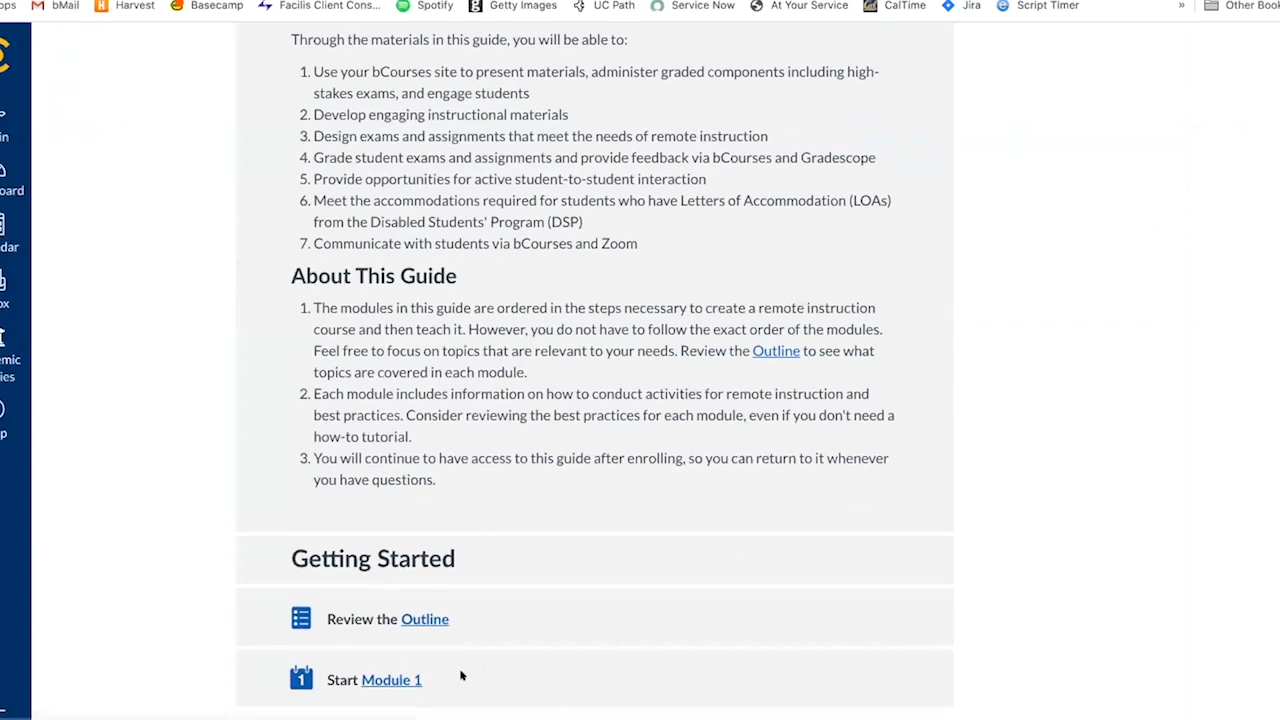 ps bMail Harvest Basecamp Facilis Client Cons... Spotify Getty Images UC Path Service Now At Your Service CalTime Jira Script Timer » Other Book
Through the materials in this guide, you will be able to:
1. Use your bCourses site to present materials, administer graded components including high-
stakes exams, and engage students
2. Develop engaging instructional materials
3. Design exams and assignments that meet the needs of remote instruction
4. Grade student exams and assignments and provide feedback via bCourses and Gradescope
5. Provide opportunities for active student-to-student interaction
6. Meet the accommodations required for students who have Letters of Accommodation (LOAs)
from the Disabled Students' Program (DSP)
7. Communicate with students via bCourses and Zoom
About This Guide
1. The modules in this guide are ordered in the steps necessary to create a remote instruction
course and then teach it. However, you do not have to follow the exact order of the modules.
Feel free to focus on topics that are relevant to your needs. Review the Outline to see what
topics are covered in each module.
2. Each module includes information on how to conduct activities for remote instruction and
best practices. Consider reviewing the best practices for each module, even if you don't need a
how-to tutorial.
3. You will continue to have access to this guide after enrolling, so you can return to it whenever
you have questions.
Getting Started
Review the Outline
1 Start Module 1
in
oard
dar
ox
mic
ies
p